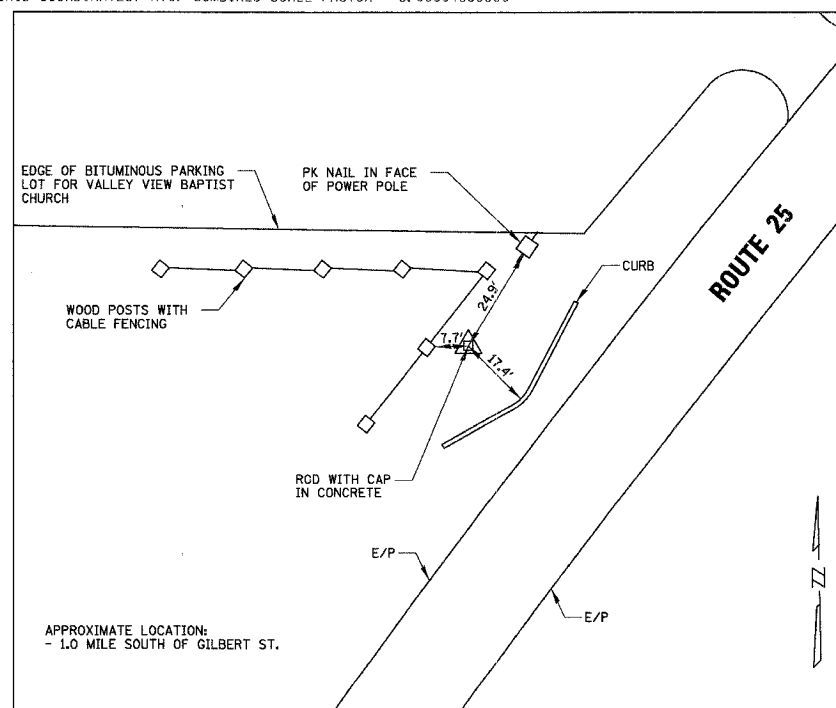 EDGE OF BITUMINOUS PARKING
LOT FOR VALLEY VIEW BAPTIST
CHURCH
PK NAIL IN FACE
OF POWER POLE
ROUTE 25
CURB
WOOD POSTS WITH
CABLE FENCING
24.9'
7.7'
17.4'
ROD WITH CAP
IN CONCRETE
E/P
E/P
N
APPROXIMATE LOCATION:
- 1.0 MILE SOUTH OF GILBERT ST.